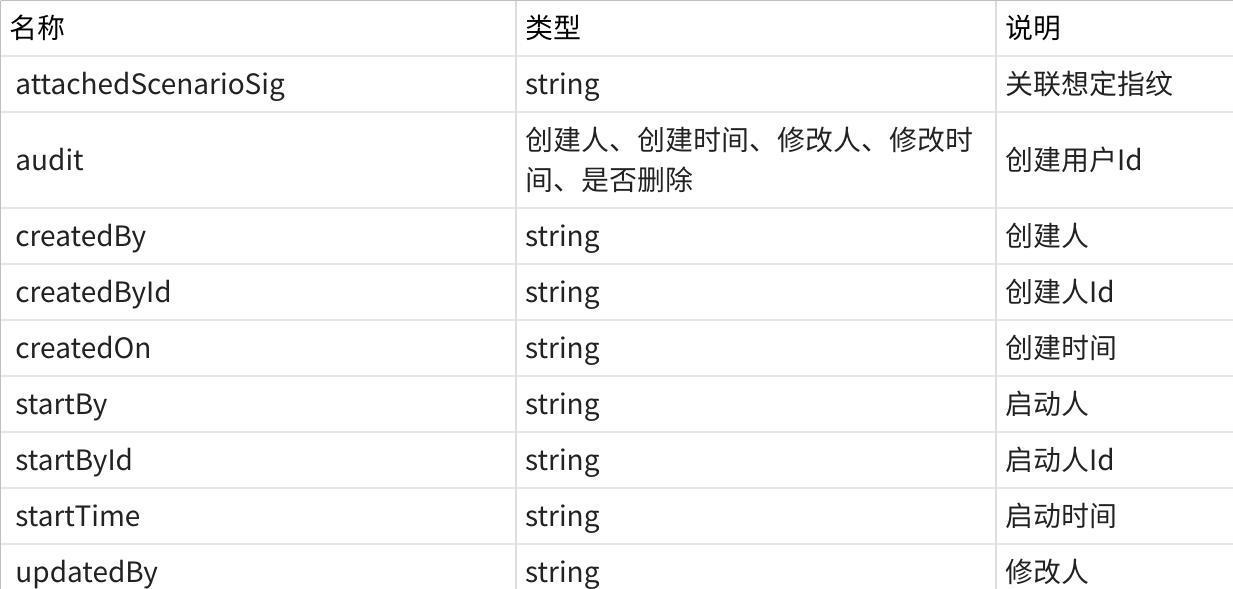 名称 类型 说明
attachedScenarioSig string 关联想定指纹
audit 创建人、创建时间、修改人、修改时间、是否删除 创建用户Id
createdBy string 创建人
createdById string 创建人Id
createdOn string 创建时间
startBy string 启动人
startById string 启动人Id
startTime string 启动时间
updatedBy string 修改人